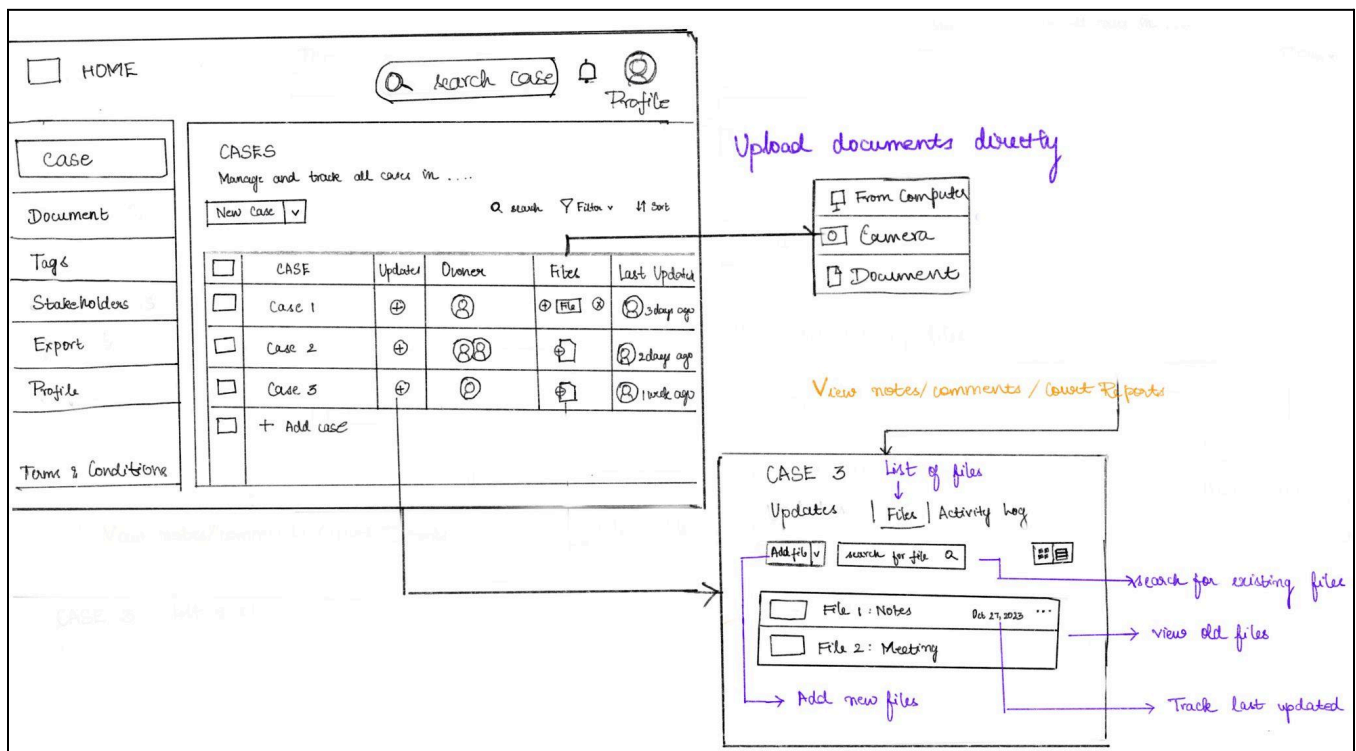 HOME
search case
Profile
Case
Document
Tags
Stakeholders
Export
Profile
Terms & Conditions
CASES
Manage and track all cases in ....
New Case
search Filter Sort
CASE Updates Owner Files Last Updated
Case 1 File 3 days ago
Case 2 2 days ago
Case 3 1 week ago
+ Add case
Upload documents directly
From Computer
Camera
Document
View notes/comments / Court Reports
CASE 3 List of files
Updates | Files | Activity Log
Add file search for file
search for existing files
File 1 : Notes Oct 27, 2023 ...
File 2 : Meeting
view old files
Add new files
Track last updated